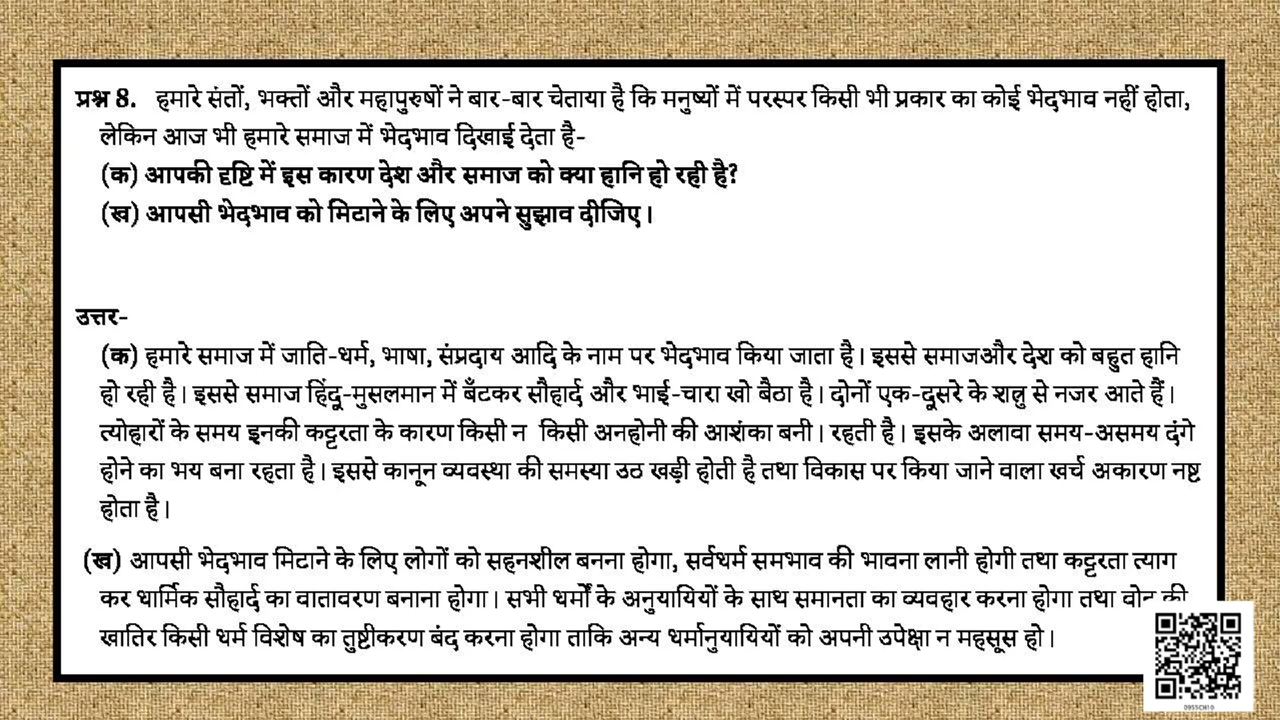 प्रश्न 8. हमारे संतों, भक्तों और महापुरुषों ने बार-बार चेताया है कि मनुष्यों में परस्पर किसी भी प्रकार का कोई भेदभाव नहीं होता,
लेकिन आज भी हमारे समाज में भेदभाव दिखाई देता है-
(क) आपकी दृष्टि में इस कारण देश और समाज को क्या हानि हो रही है?
(ख) आपसी भेदभाव को मिटाने के लिए अपने सुझाव दीजिए।
उत्तर-
(क) हमारे समाज में जाति-धर्म, भाषा, संप्रदाय आदि के नाम पर भेदभाव किया जाता है। इससे समाजऔर देश को बहुत हानि
हो रही है। इससे समाज हिंदू-मुसलमान में बँटकर सौहार्द और भाई-चारा खो बैठा है। दोनों एक-दूसरे के शत्रु से नजर आते हैं।
त्योहारों के समय इनकी कट्टरता के कारण किसी न किसी अनहोनी की आशंका बनी। रहती है। इसके अलावा समय-असमय दंगे
होने का भय बना रहता है। इससे कानून व्यवस्था की समस्या उठ खड़ी होती है तथा विकास पर किया जाने वाला खर्च अकारण नष्ट
होता है।
(ख) आपसी भेदभाव मिटाने के लिए लोगों को सहनशील बनना होगा, सर्वधर्म समभाव की भावना लानी होगी तथा कट्टरता त्याग
कर धार्मिक सौहार्द का वातावरण बनाना होगा। सभी धर्मों के अनुयायियों के साथ समानता का व्यवहार करना होगा तथा वोट की
खातिर किसी धर्म विशेष का तुष्टीकरण बंद करना होगा ताकि अन्य धर्मानुयायियों को अपनी उपेक्षा न महसूस हो।
0955CH10